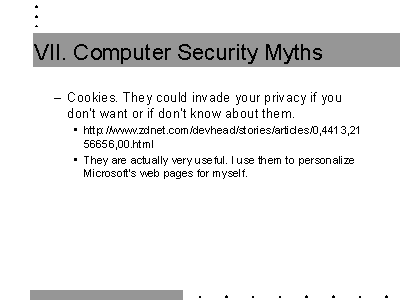 VII. Computer Security Myths
– Cookies. They could invade your privacy if you
don't want or if don't know about them.
• http://www.zdnet.com/devhead/stories/articles/0,4413,21
56656,00.html
• They are actually very useful. I use them to personalize
Microsoft's web pages for myself.